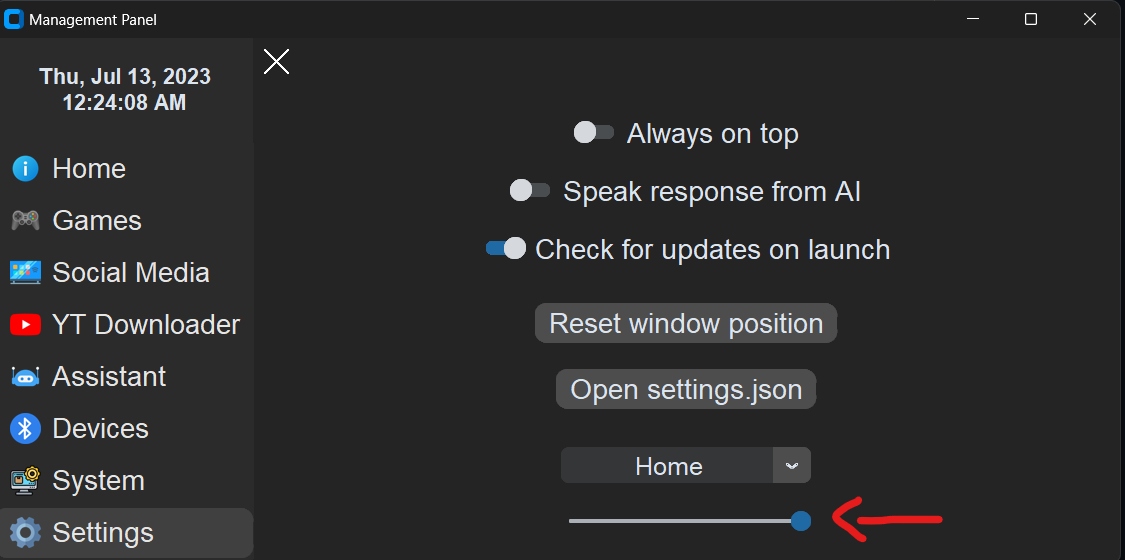 Management Panel
Thu, Jul 13, 2023
12:24:08 AM
Home
Games
Social Media
YT Downloader
Assistant
Devices
System
Settings
Always on top
Speak response from AI
Check for updates on launch
Reset window position
Open settings.json
Home